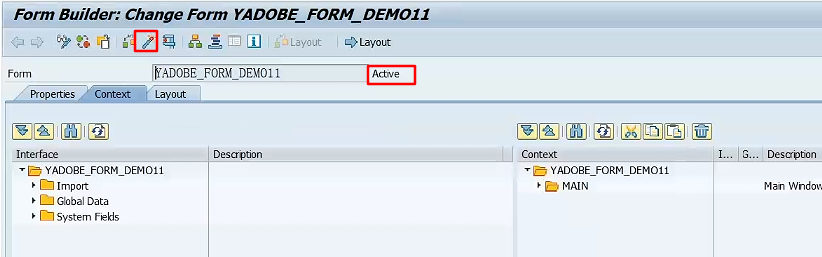 Form Builder: Change Form YADOBE_FORM_DEMO11
Layout Layout
Form YADOBE_FORM_DEMO11 Active
Properties Context Layout
Interface Description Context I... G... Description
YADOBE_FORM_DEMO11 YADOBE_FORM_DEMO11
Import MAIN Main Window
Global Data
System Fields